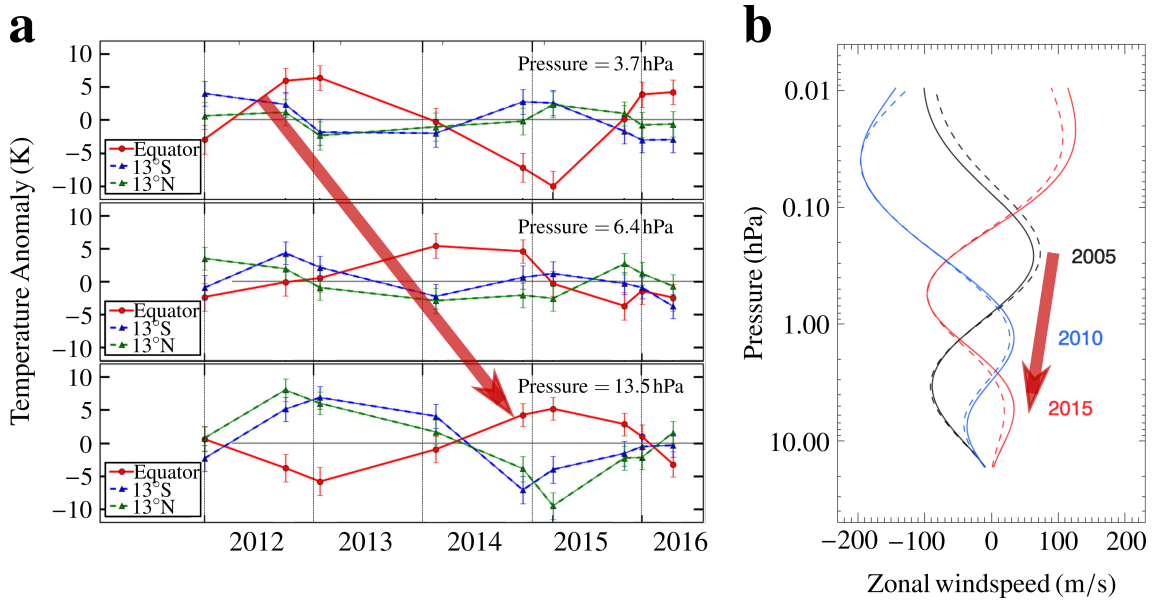 a
b
Temperature Anomaly (K)
Pressure = 3.7 hPa
10
5
0
−5
−10
Equator
13°S
13°N
Pressure = 6.4 hPa
10
5
0
−5
−10
Equator
13°S
13°N
Pressure = 13.5 hPa
10
5
0
−5
−10
Equator
13°S
13°N
2012 2013 2014 2015 2016
Pressure (hPa)
0.01
0.10
1.00
10.00
2005
2010
2015
−200 −100 0 100 200
Zonal windspeed (m/s)